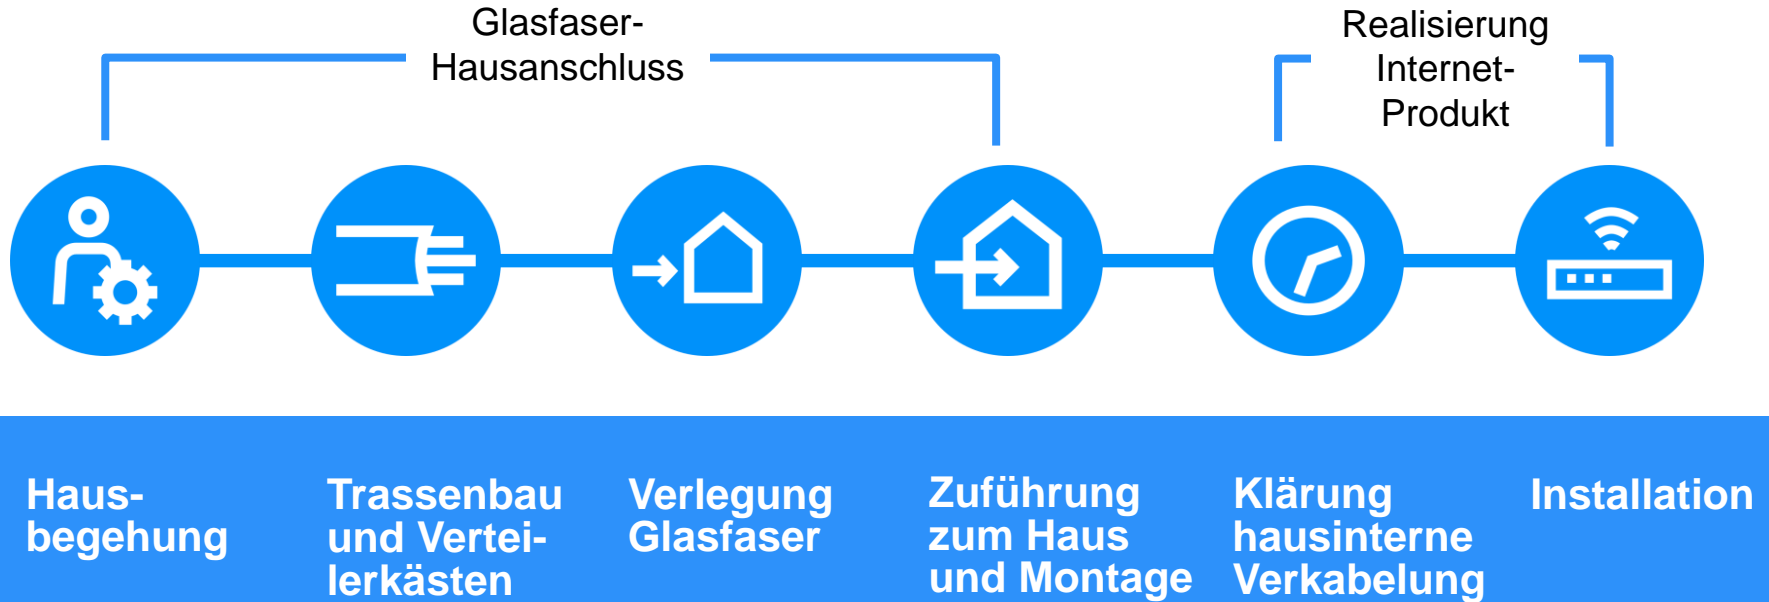 Glasfaser-
Hausanschluss
Realisierung
Internet-
Produkt
Haus-
begehung
Trassenbau
und Vertei-
lerkästen
Verlegung
Glasfaser
Zuführung
zum Haus
und Montage
Klärung
hausinterne
Verkabelung
Installation